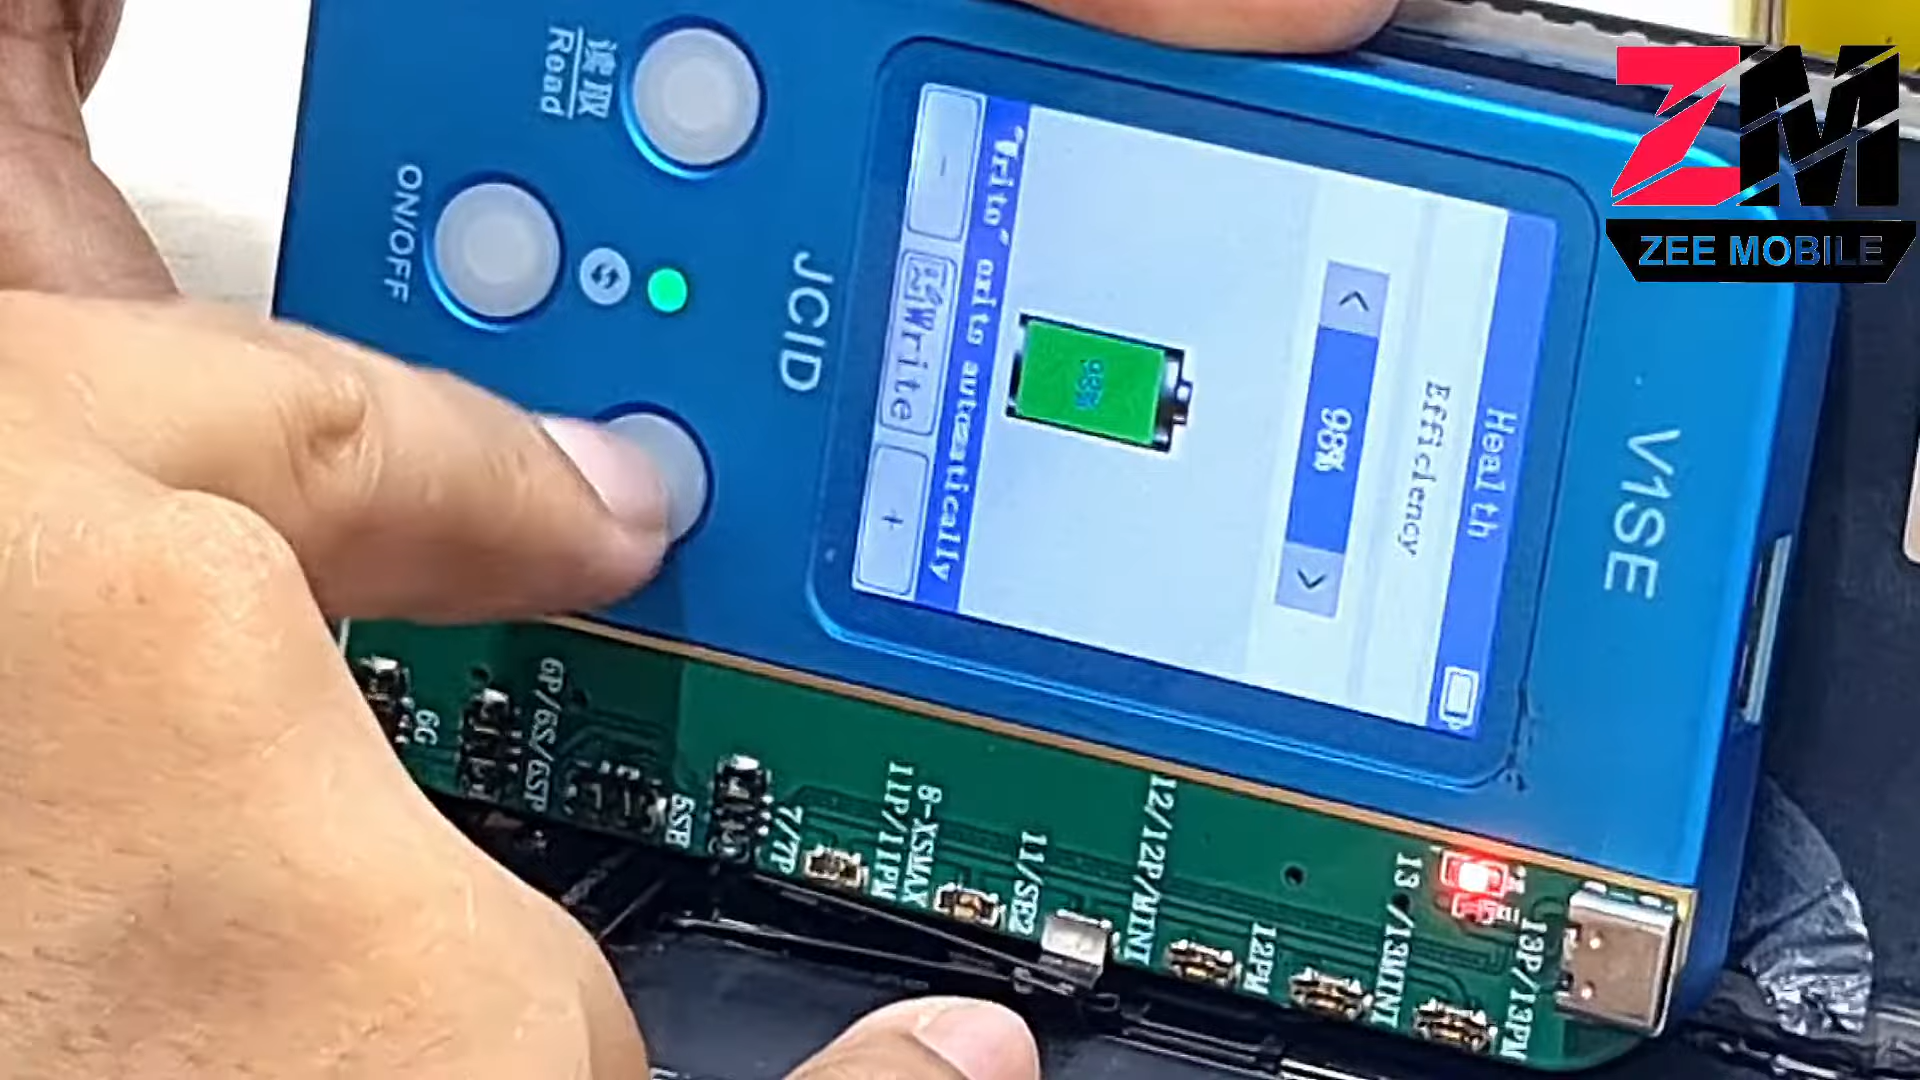 ZM
ZEE MOBILE
V1SE
Health
Efficiency
<
98%
>
98%
"Write" write automatically
-
Write
+
JCID
读取
Read
ON/OFF
6G
6P/6S/6SP
5SE
7/7P
8-XSMAX
11P/11PM
11/SE2
12/12P/MINI
12PM
13/13MINI
13P/13PM